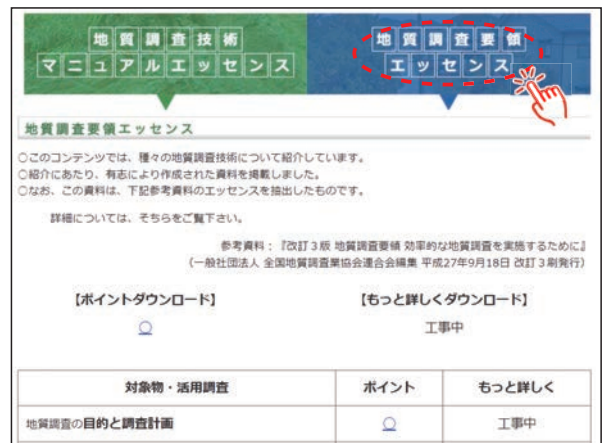 地質調査技術
マニュアルエッセンス
地質調査要領
エッセンス
地質調査要領エッセンス
○このコンテンツでは、種々の地質調査技術について紹介しています。
○紹介にあたり、有志により作成された資料を掲載しました。
○なお、この資料は、下記参考資料のエッセンスを抽出したものです。
詳細については、そちらをご覧下さい。
参考資料：『改訂３版 地質調査要領 効率的な地質調査を実施するために』
（一般社団法人 全国地質調査業協会連合会編集 平成27年9月18日 改訂３刷発行）
【ポイントダウンロード】
【もっと詳しくダウンロード】
○
工事中
対象物・活用調査 ポイント もっと詳しく
地質調査の目的と調査計画 ○ 工事中